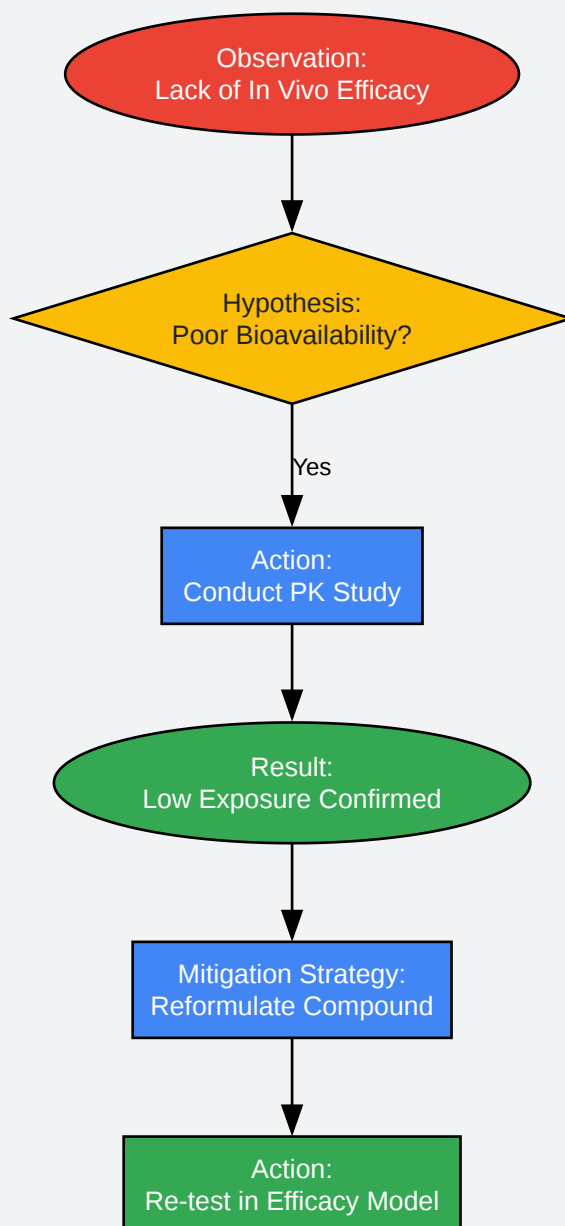 Observation:
Lack of In Vivo Efficacy
Hypothesis:
Poor Bioavailability?
Yes
Action:
Conduct PK Study
Result:
Low Exposure Confirmed
Mitigation Strategy:
Reformulate Compound
Action:
Re-test in Efficacy Model